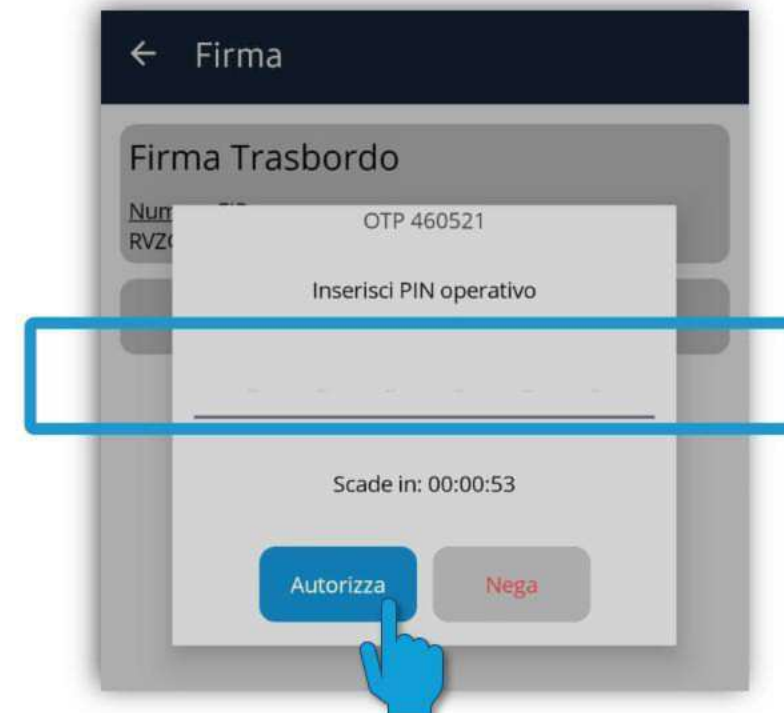 Firma
Firma Trasbordo
OTP 460521
Inserisci PIN operativo
Scade in: 00:00:53
Autorizza
Nega